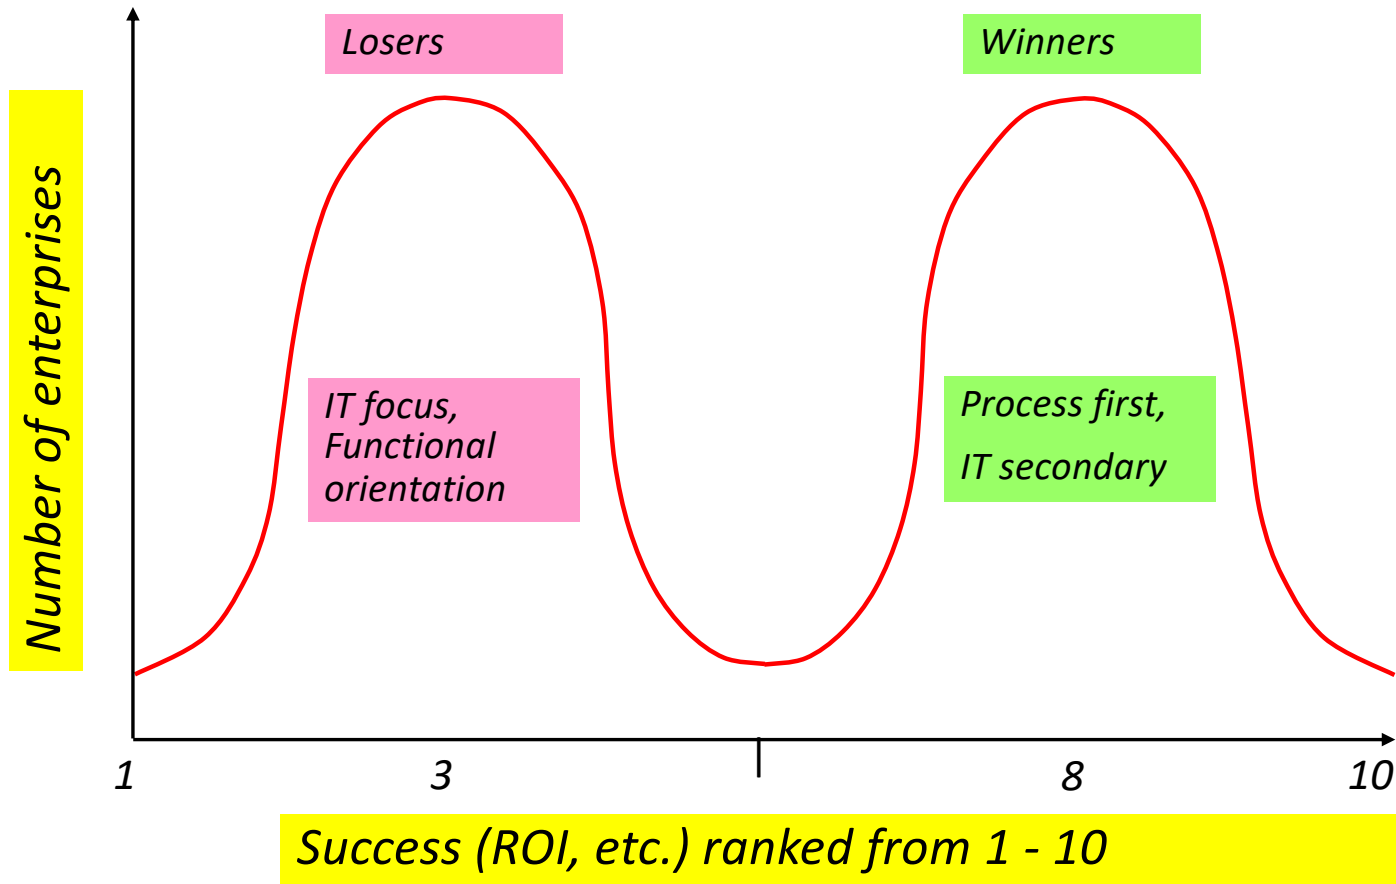 Losers
Winners
Number of enterprises
IT focus,
Functional
orientation
Process first,
IT secondary
1
3
8
10
Success (ROI, etc.) ranked from 1 - 10